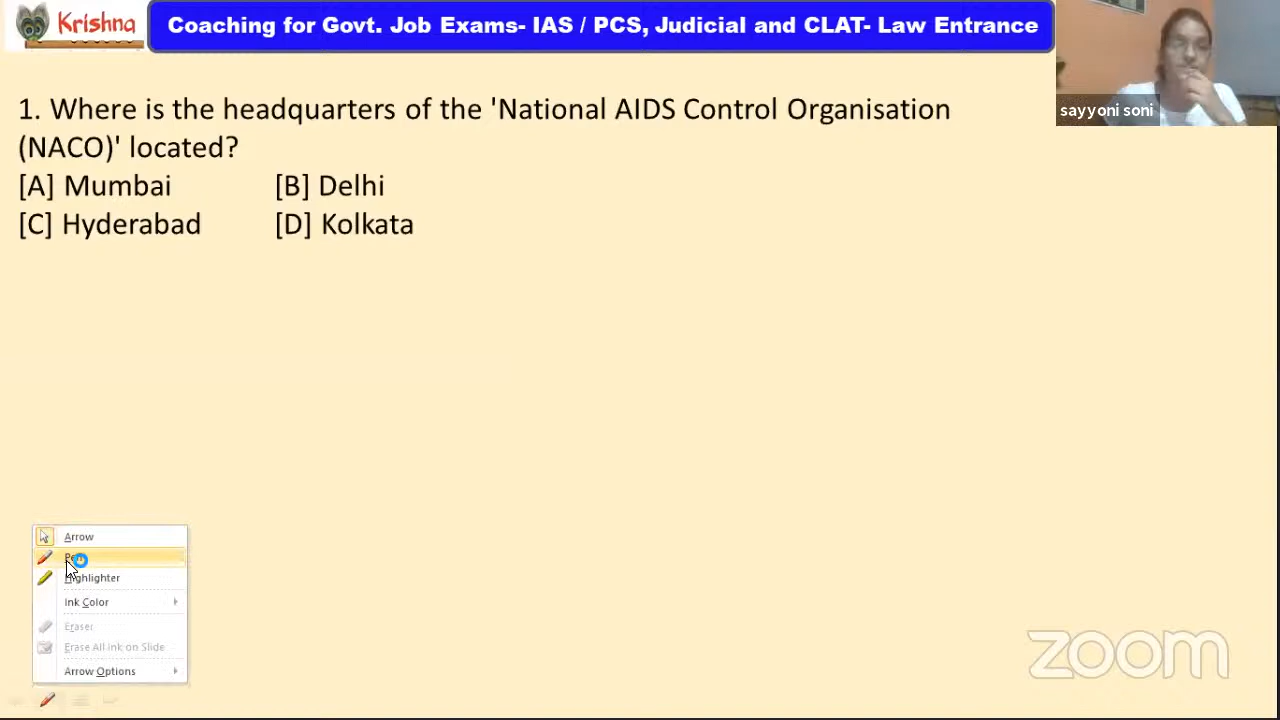 Krishna
Coaching for Govt. Job Exams- IAS / PCS, Judicial and CLAT- Law Entrance
sayyoni soni
1. Where is the headquarters of the 'National AIDS Control Organisation
(NACO)' located?
[A] Mumbai [B] Delhi
[C] Hyderabad [D] Kolkata
Arrow
Highlighter
Ink Color
Eraser
Erase All Ink on Slide
Arrow Options
zoom